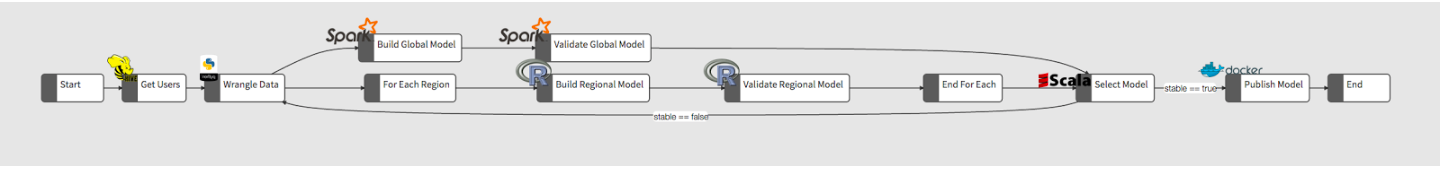 Spark
Build Global Model
Spark
Validate Global Model
Start
HIVE
Get Users
Wrangle Data
For Each Region
R
Build Regional Model
R
Validate Regional Model
End For Each
Scala
Select Model
stable == true
docker
Publish Model
End
stable == false